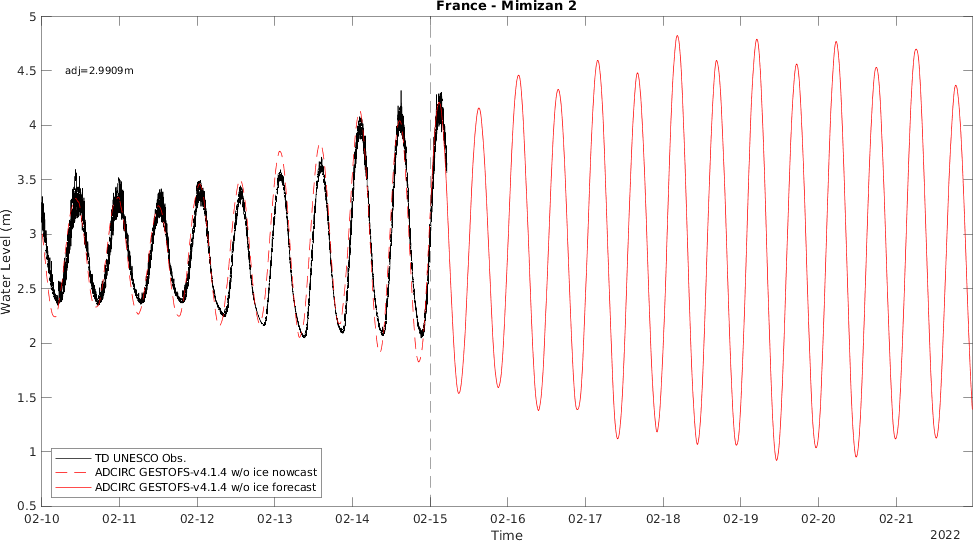 France - Mimizan 2
adj=2.9909m
5
4.5
4
3.5
3
2.5
2
1.5
1
0.5
Water Level (m)
TD UNESCO Obs.
ADCIRC GESTOFS-v4.1.4 w/o ice nowcast
ADCIRC GESTOFS-v4.1.4 w/o ice forecast
02-10 02-11 02-12 02-13 02-14 02-15 02-16 02-17 02-18 02-19 02-20 02-21
Time
2022